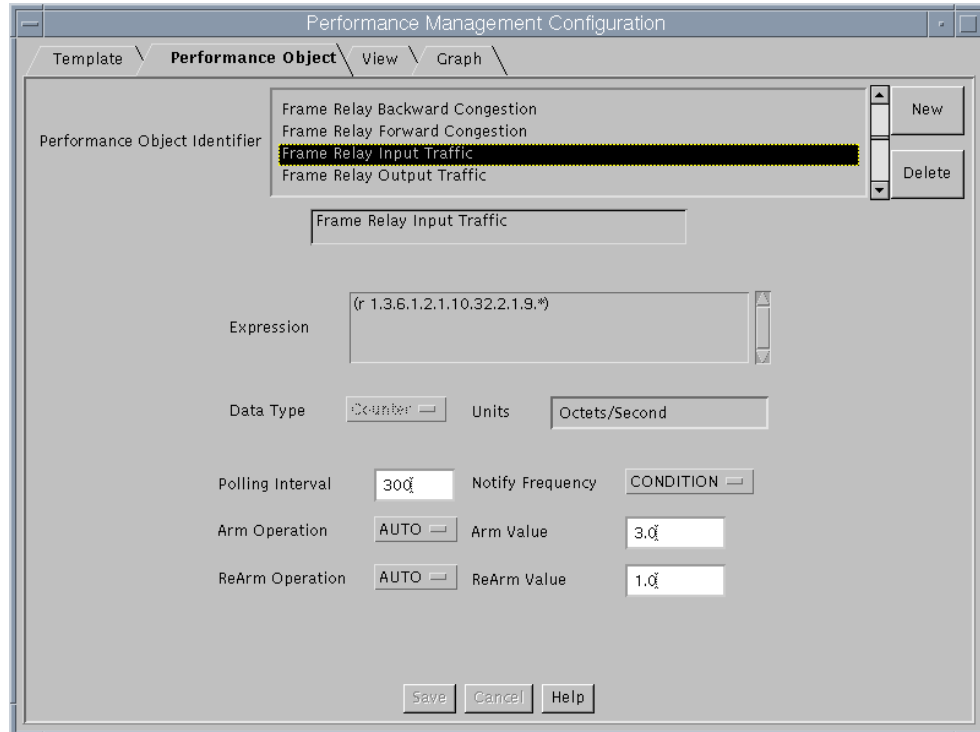 Performance Management Configuration
Template Performance Object View Graph
Performance Object Identifier
Frame Relay Backward Congestion
Frame Relay Forward Congestion
Frame Relay Input Traffic
Frame Relay Output Traffic
New
Delete
Frame Relay Input Traffic
Expression (r 1.3.6.1.2.1.10.32.2.1.9.*)
Data Type Counter Units Octets/Second
Polling Interval 300 Notify Frequency CONDITION
Arm Operation AUTO Arm Value 3.0
ReArm Operation AUTO ReArm Value 1.0
Save Cancel Help